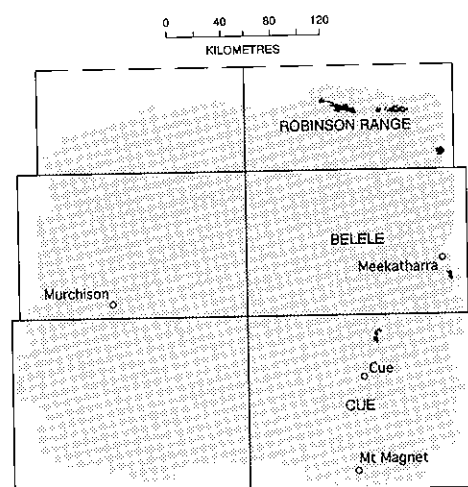 0 40 80 120
KILOMETRES
ROBINSON RANGE
BELELE
Meekatharra
Murchison
Cue
CUE
Mt Magnet